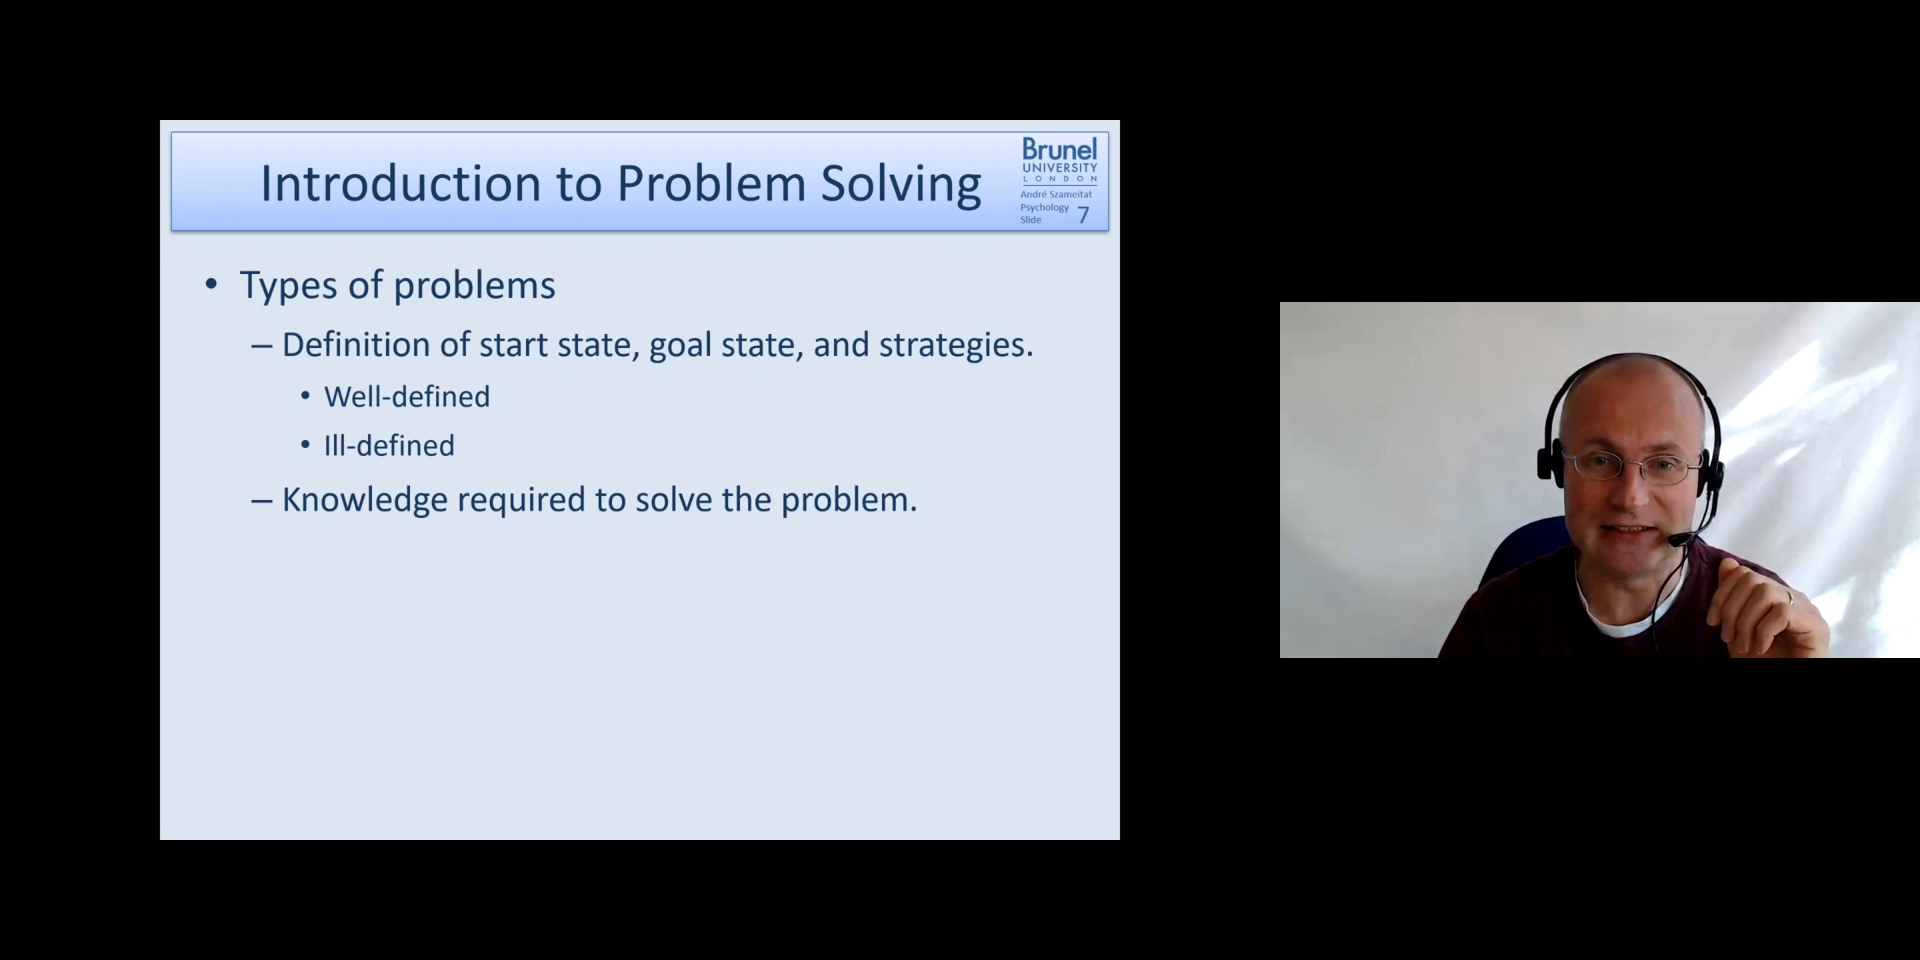 Introduction to Problem Solving
Brunel
UNIVERSITY
LONDON
André Szameitat
Psychology
Slide 7
• Types of problems
– Definition of start state, goal state, and strategies.
• Well-defined
• Ill-defined
– Knowledge required to solve the problem.